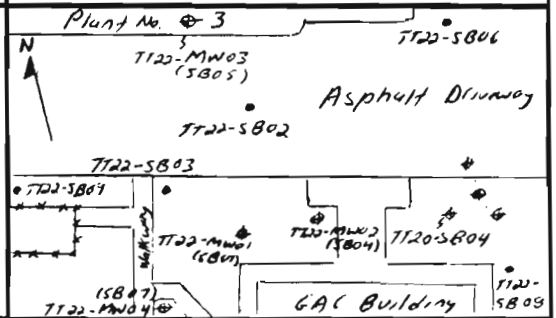 Plant No. 3
TT22-SB06
N
TT22-MW03
(SB05)
Asphalt Driveway
TT22-SB02
TT22-SB03
TT22-SB09
Walkway
TT22-MW01
(SB01)
TT22-MW02
(SB04)
TT20-SB04
(SB07)
TT22-MW04
GAC Building
TT22-
SB08